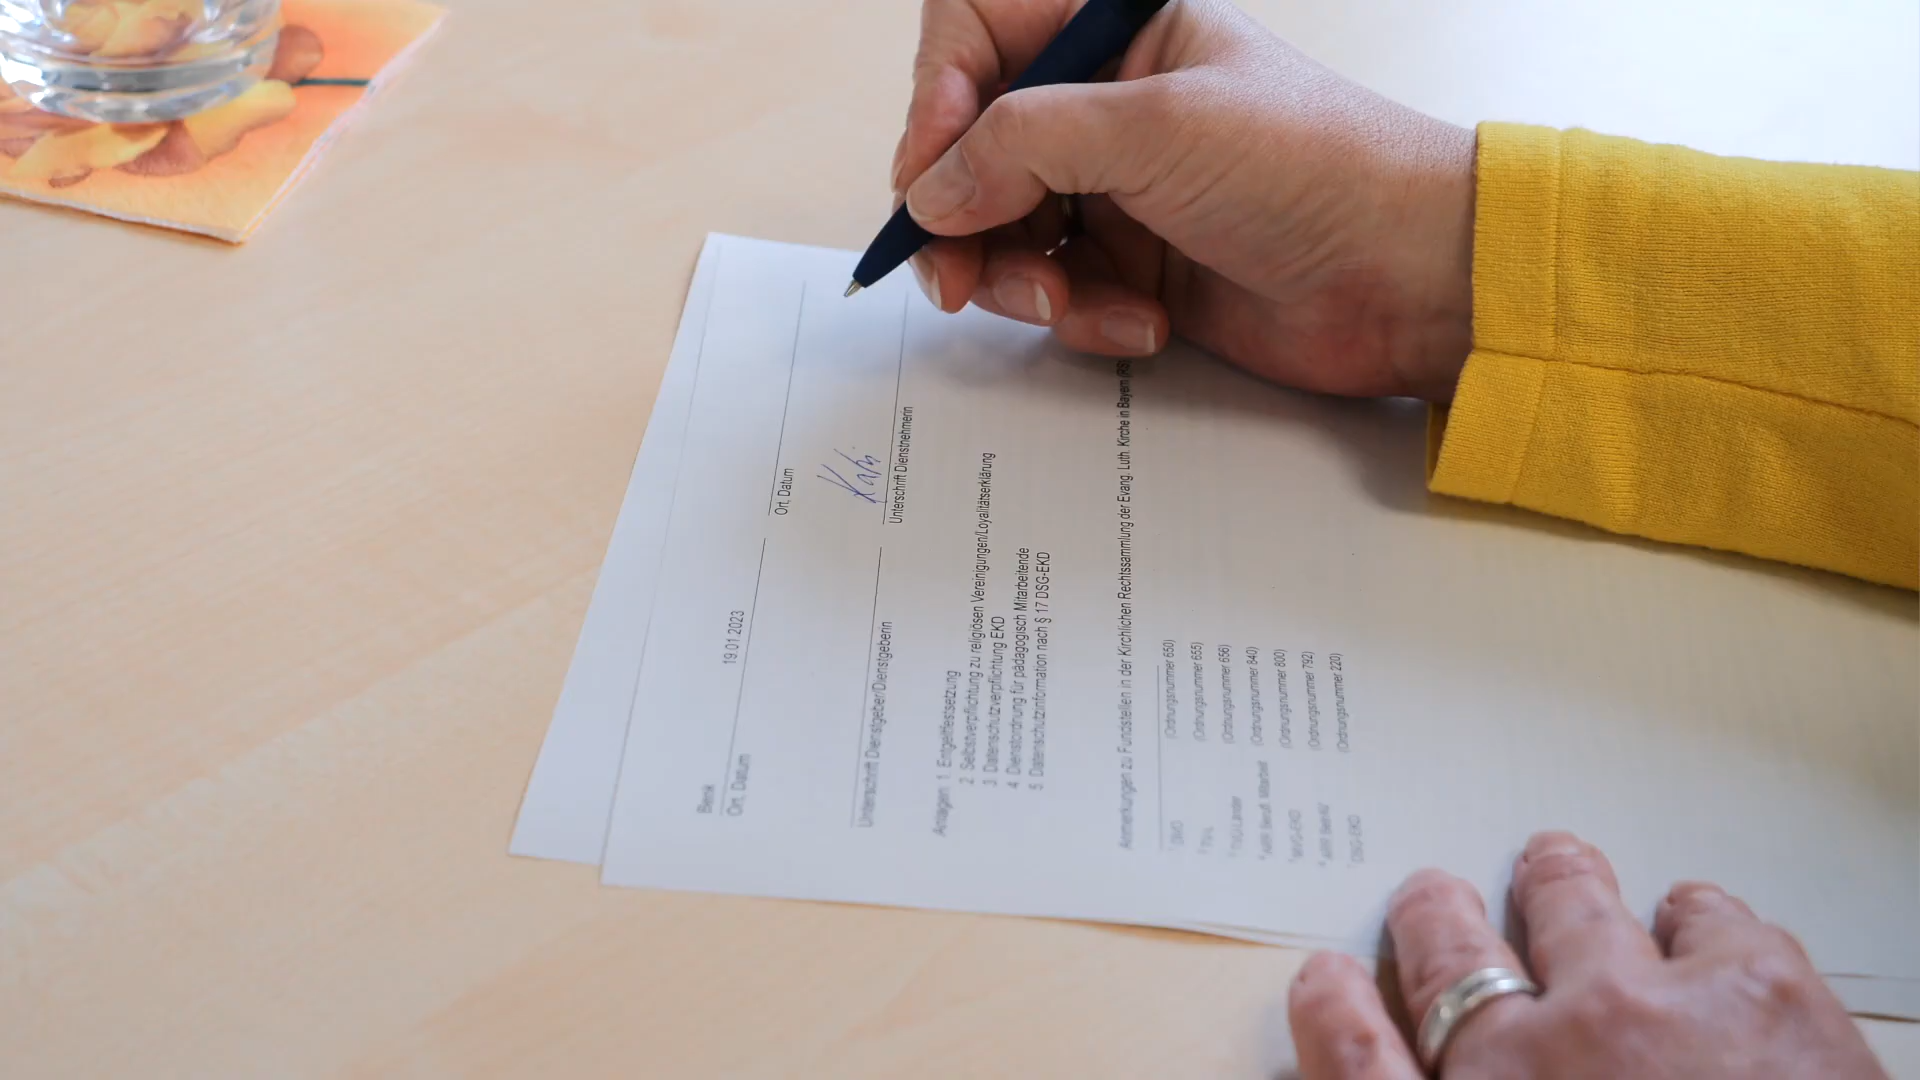 Benk 19.01.2023
Ort, Datum Ort, Datum
Kath
Unterschrift Dienstgeber/Dienstgeberin Unterschrift Dienstnehmerin
Anlagen 1 Entgeltfestsetzung
2 Selbstverpflichtung zu religiösen Vereinigungen/Loyalitätserklärung
3 Datenschutzverpflichtung EKD
4 Dienstordnung für pädagogisch Mitarbeitende
5 Datenschutzinformation nach § 17 DSG-EKD
Anmerkungen zu Fundstellen in der Kirchlichen Rechtssammlung der Evang. Luth. Kirche in Bayern (RS)
(Ordnungsnummer 650)
(Ordnungsnummer 655)
(Ordnungsnummer 656)
(Ordnungsnummer 840)
(Ordnungsnummer 800)
(Ordnungsnummer 792)
DSG-EKD (Ordnungsnummer 220)